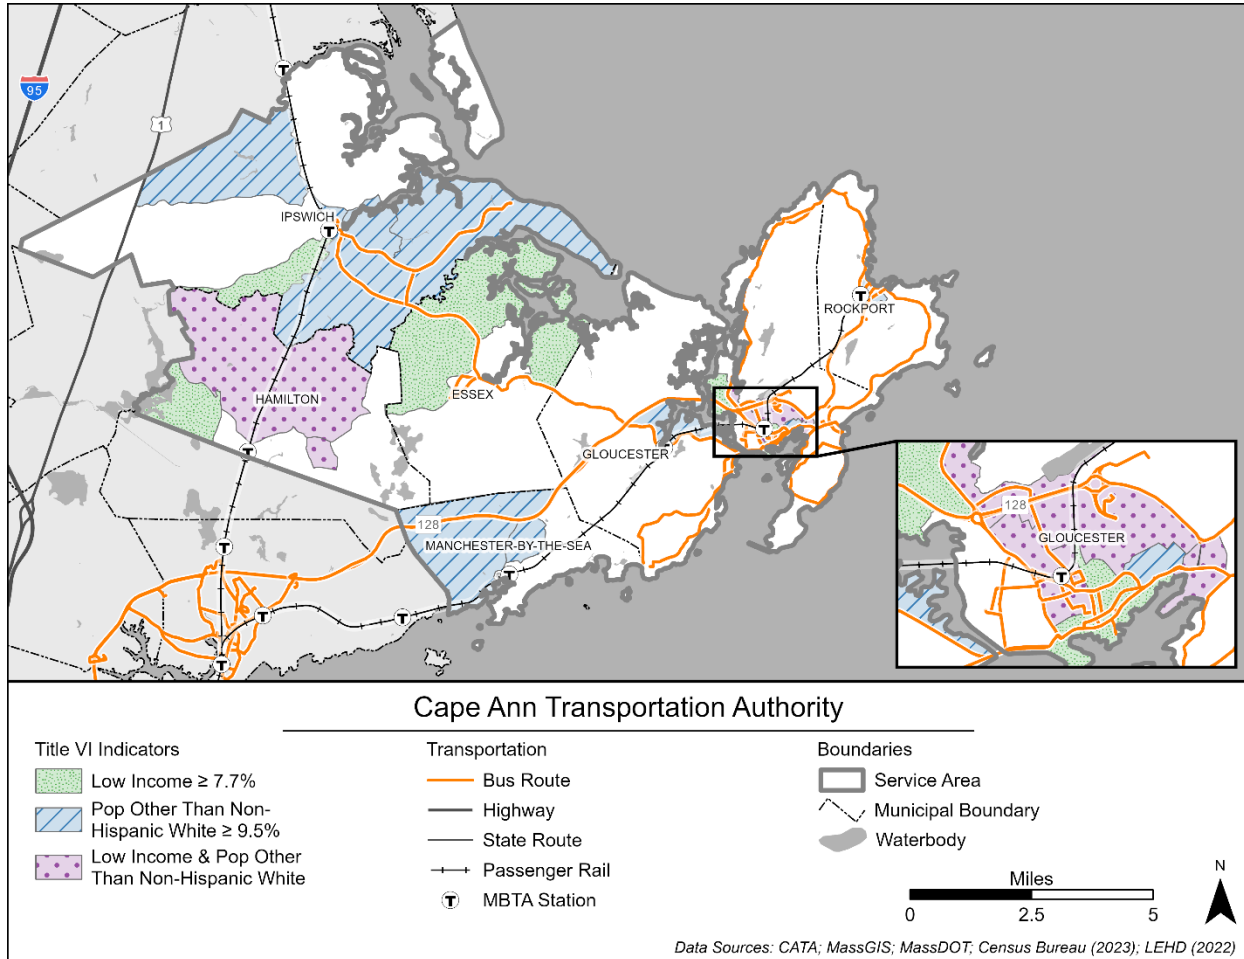 95
1
IPSWICH
ROCKPORT
HAMILTON
ESSEX
GLOUCESTER
128
MANCHESTER-BY-THE-SEA
128
GLOUCESTER
T
T
T
T
T
T
T
T
T
T
T
Cape Ann Transportation Authority
Title VI Indicators
Low Income ≥ 7.7%
Pop Other Than Non-
Hispanic White ≥ 9.5%
Low Income & Pop Other
Than Non-Hispanic White
Transportation
Bus Route
Highway
State Route
Passenger Rail
T MBTA Station
Boundaries
Service Area
Municipal Boundary
Waterbody
Miles
0 2.5 5
N
Data Sources: CATA; MassGIS; MassDOT; Census Bureau (2023); LEHD (2022)